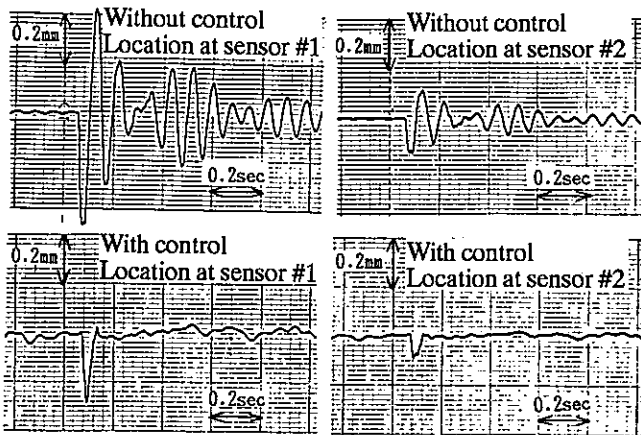 0.2mm
Without control
Location at sensor #1
0.2sec
0.2mm
Without control
Location at sensor #2
0.2sec
0.2mm
With control
Location at sensor #1
0.2sec
0.2mm
With control
Location at sensor #2
0.2sec